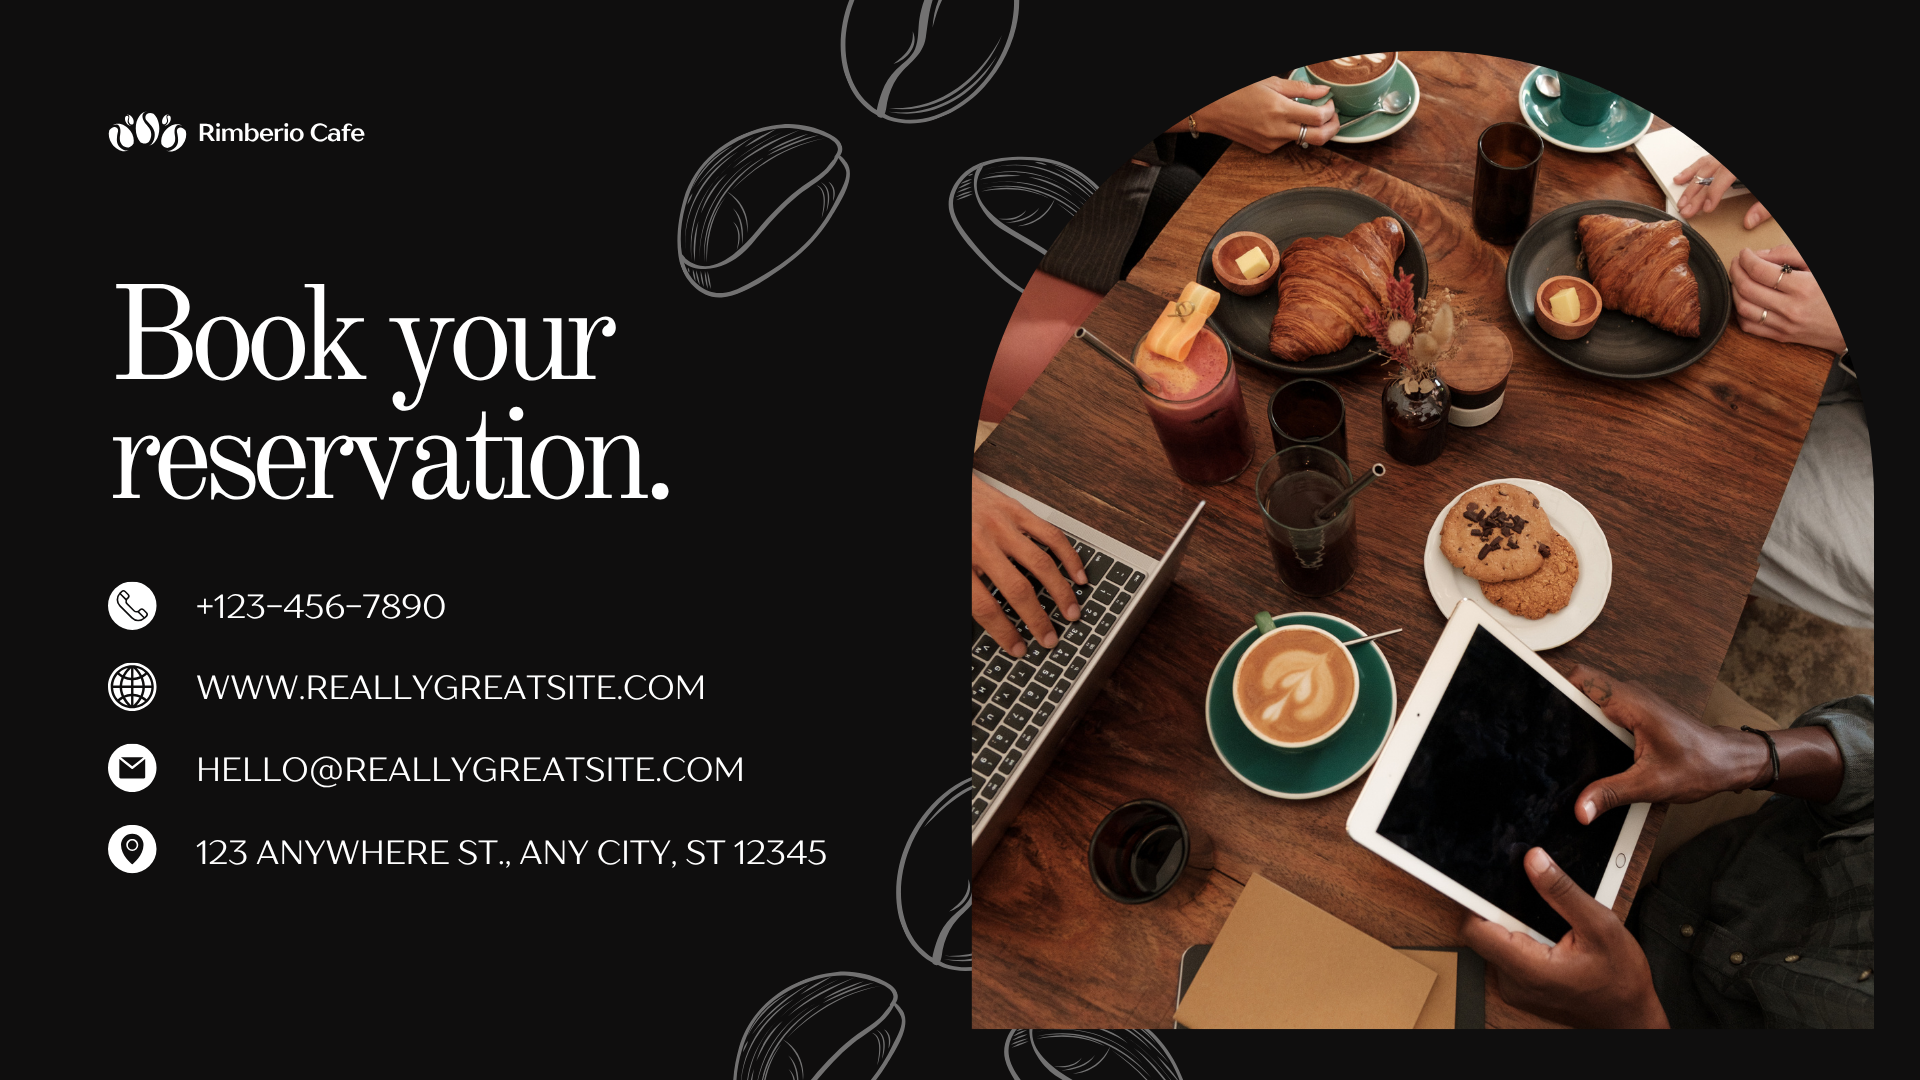 Rimberio Cafe
Book your
reservation.
+123-456-7890
WWW.REALLYGREATSITE.COM
HELLO@REALLYGREATSITE.COM
123 ANYWHERE ST., ANY CITY, ST 12345